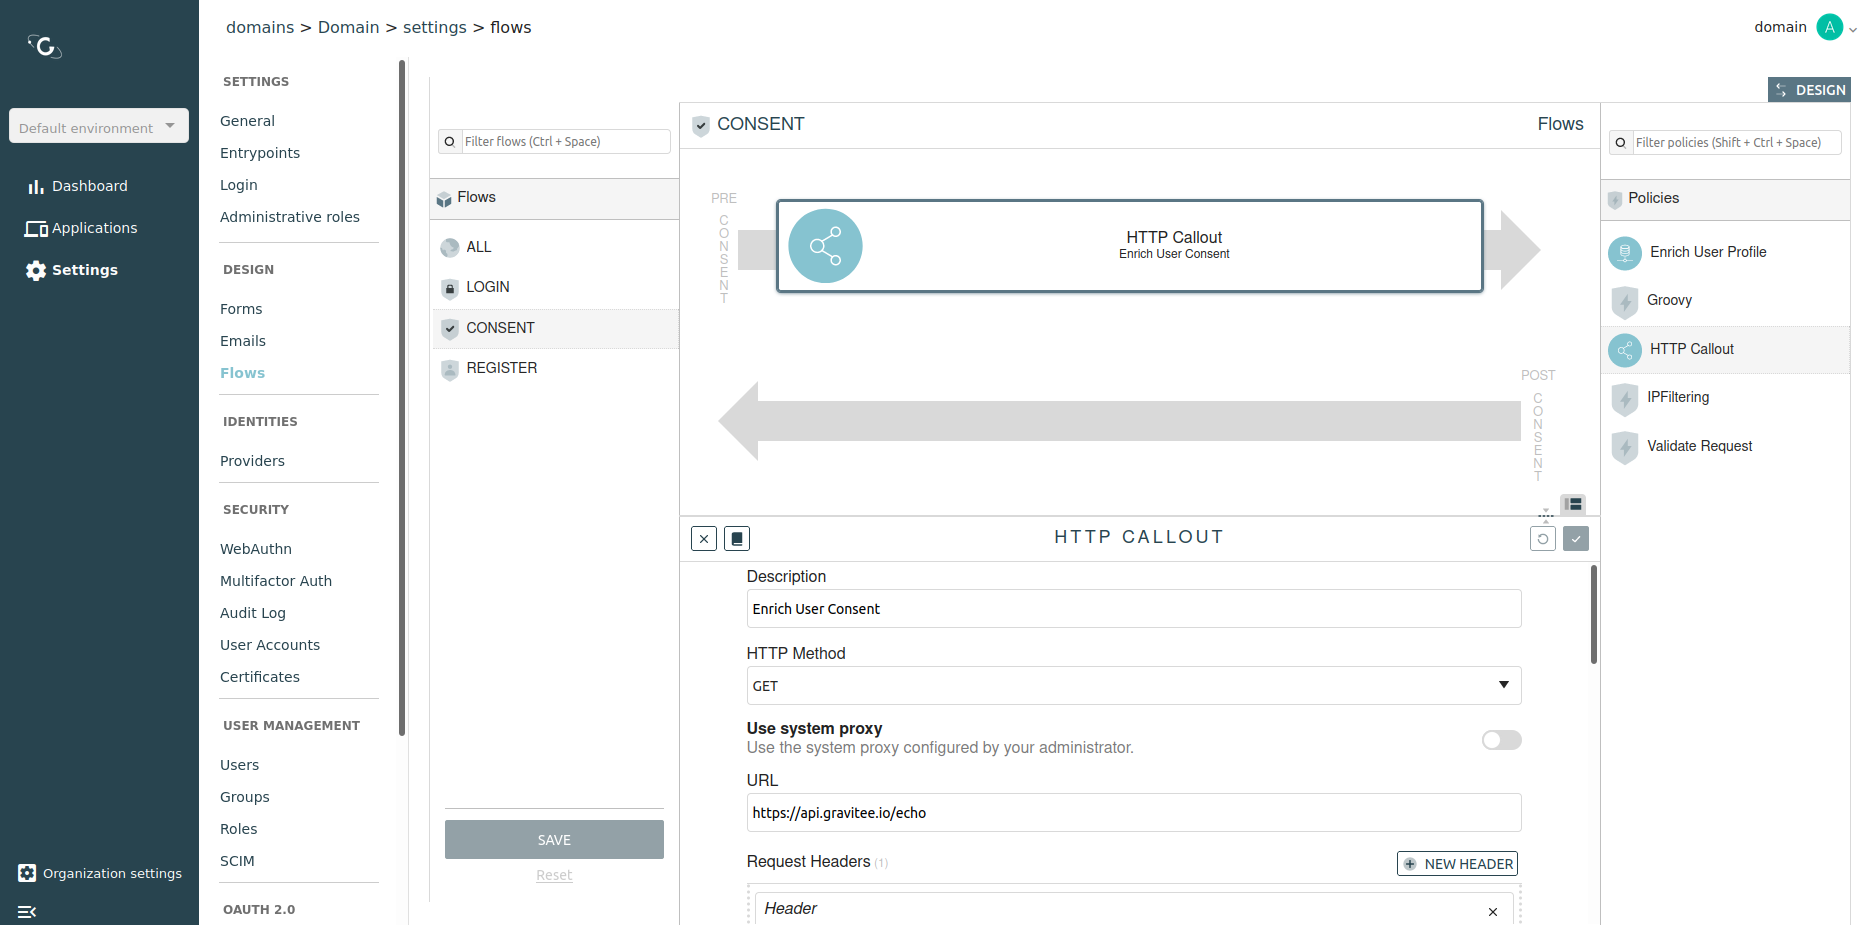 domains > Domain > settings > flows
domain
A
Default environment
Dashboard
Applications
Settings
Organization settings
SETTINGS
General
Entrypoints
Login
Administrative roles
DESIGN
Forms
Emails
Flows
IDENTITIES
Providers
SECURITY
WebAuthn
Multifactor Auth
Audit Log
User Accounts
Certificates
USER MANAGEMENT
Users
Groups
Roles
SCIM
OAUTH 2.0
Filter flows (Ctrl + Space)
Flows
ALL
LOGIN
CONSENT
REGISTER
SAVE
Reset
DESIGN
CONSENT
Flows
PRE
CONSENT
HTTP Callout
Enrich User Consent
POST
CONSENT
HTTP CALLOUT
Description
Enrich User Consent
HTTP Method
GET
Use system proxy
Use the system proxy configured by your administrator.
URL
https://api.gravitee.io/echo
Request Headers (1)
NEW HEADER
Header
Filter policies (Shift + Ctrl + Space)
Policies
Enrich User Profile
Groovy
HTTP Callout
IPFiltering
Validate Request